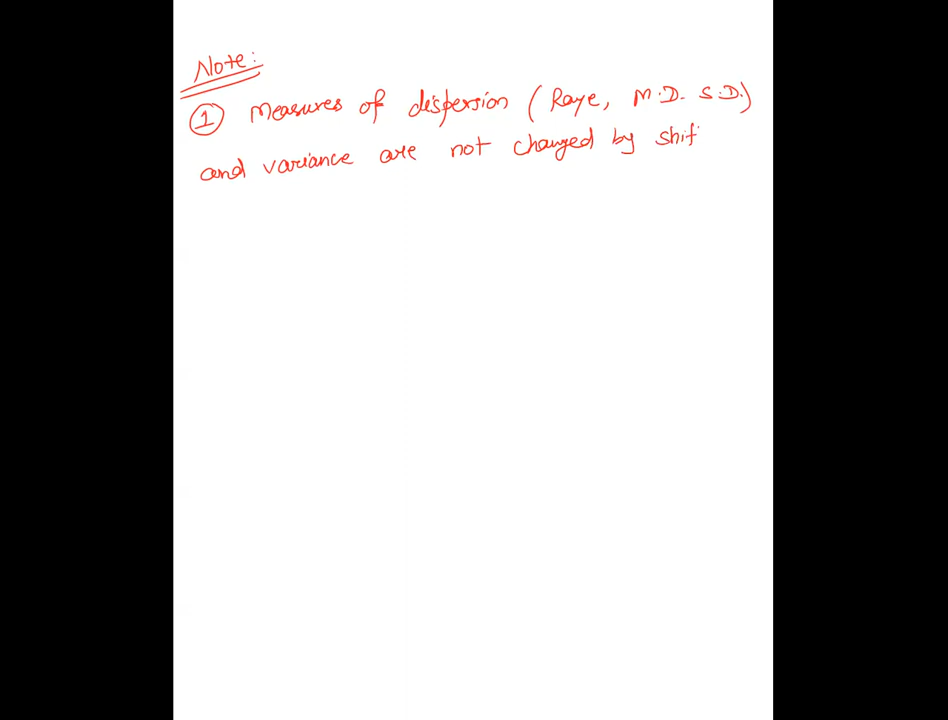 Note:
① Measures of dispersion (Range, M.D. S.D.)
and variance are not changed by shif